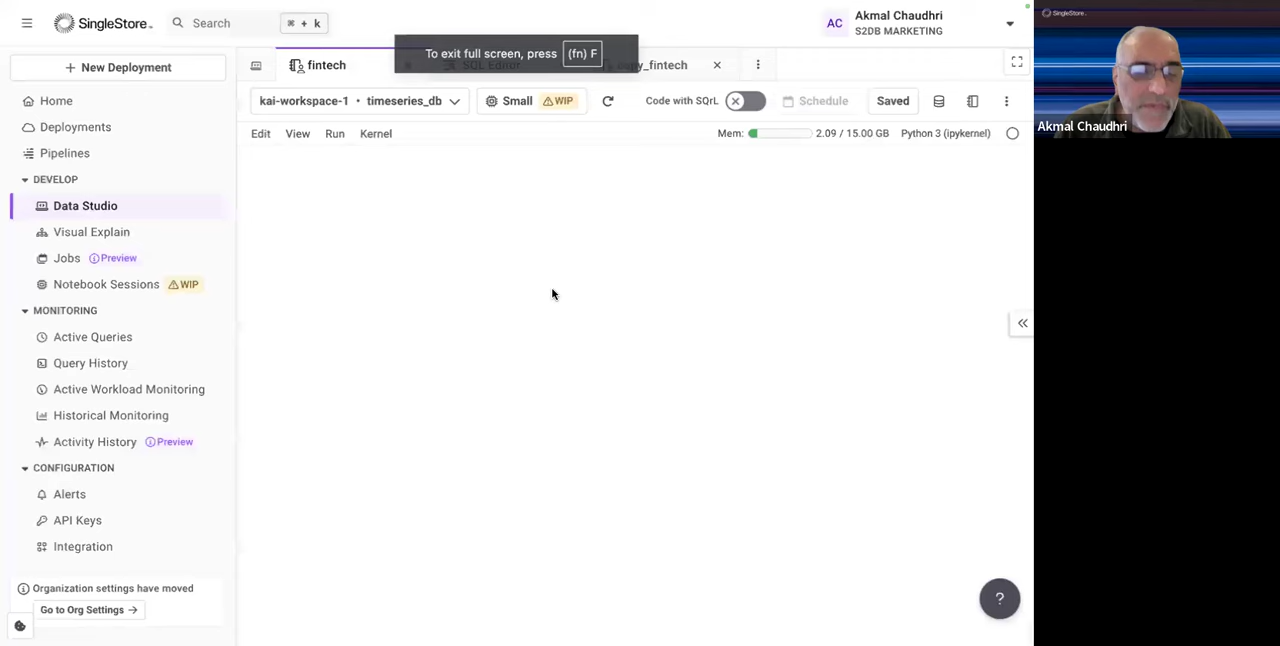 SingleStore
Search
⌘ + k
AC
Akmal Chaudhri
S2DB MARKETING
New Deployment
Home
Deployments
Pipelines
DEVELOP
Data Studio
Visual Explain
Jobs Preview
Notebook Sessions WIP
MONITORING
Active Queries
Query History
Active Workload Monitoring
Historical Monitoring
Activity History Preview
CONFIGURATION
Alerts
API Keys
Integration
Organization settings have moved
Go to Org Settings →
fintech
To exit full screen, press (fn) F
SQL Editor
copy_fintech
kai-workspace-1 • timeseries_db
Small WIP
Code with SQrL
Schedule
Saved
Edit View Run Kernel
Mem: 2.09 / 15.00 GB Python 3 (ipykernel)
?
SingleStore
Akmal Chaudhri